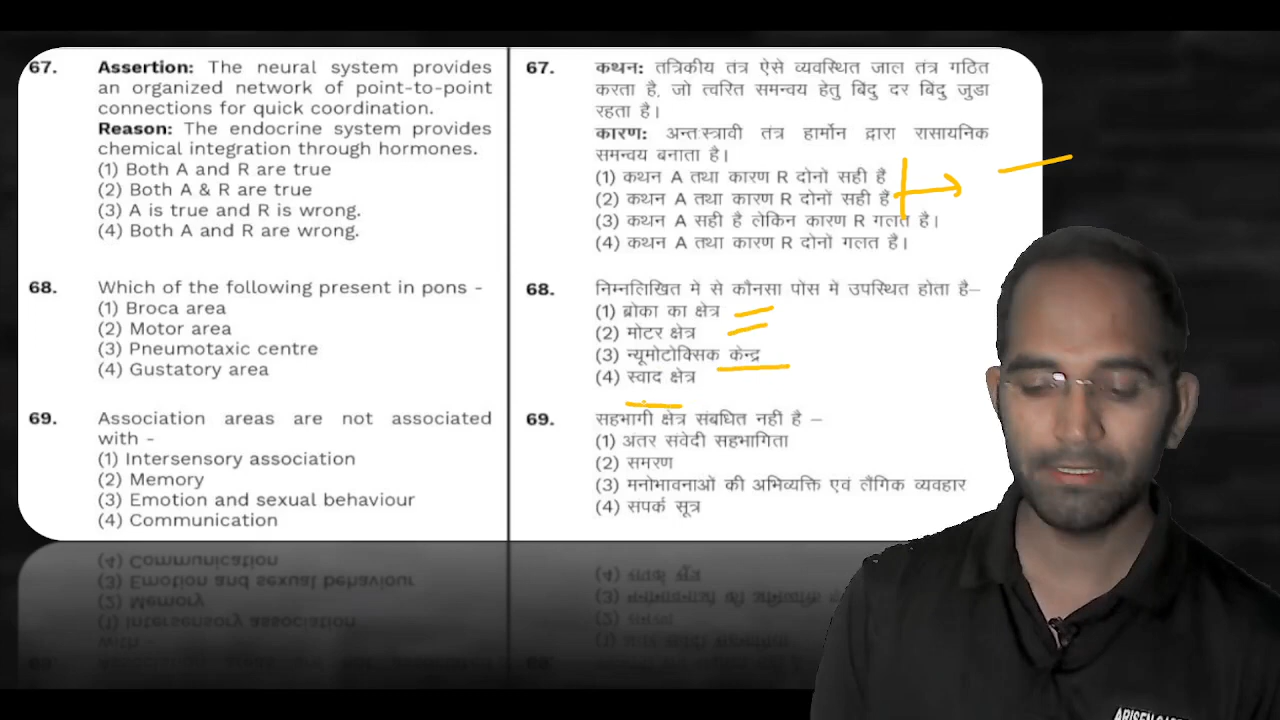 67. Assertion: The neural system provides
an organized network of point-to-point
connections for quick coordination.
Reason: The endocrine system provides
chemical integration through hormones.
(1) Both A and R are true
(2) Both A & R are true
(3) A is true and R is wrong.
(4) Both A and R are wrong.
68. Which of the following present in pons -
(1) Broca area
(2) Motor area
(3) Pneumotaxic centre
(4) Gustatory area
69. Association areas are not associated
with -
(1) Intersensory association
(2) Memory
(3) Emotion and sexual behaviour
(4) Communication
67. कथन: तंत्रिकीय तंत्र ऐसे व्यवस्थित जाल तंत्र गठित
करता है, जो त्वरित समन्वय हेतु बिंदु दर बिंदु जुडा
रहता है।
कारण: अन्तःस्त्रावी तंत्र हार्मोन द्वारा रासायनिक
समन्वय बनाता है।
(1) कथन A तथा कारण R दोनों सही है
(2) कथन A तथा कारण R दोनों सही है
(3) कथन A सही है लेकिन कारण R गलत है।
(4) कथन A तथा कारण R दोनों गलत है।
68. निम्नलिखित में से कौनसा पोंस में उपस्थित होता है–
(1) ब्रोका का क्षेत्र
(2) मोटर क्षेत्र
(3) न्यूमोटोक्सिक केन्द्र
(4) स्वाद क्षेत्र
69. सहभागी क्षेत्र संबंधित नहीं है –
(1) अंतर संवेदी सहभागिता
(2) समरण
(3) मनोभावनाओं की अभिव्यक्ति एवं लैंगिक व्यवहार
(4) संपर्क सूत्र